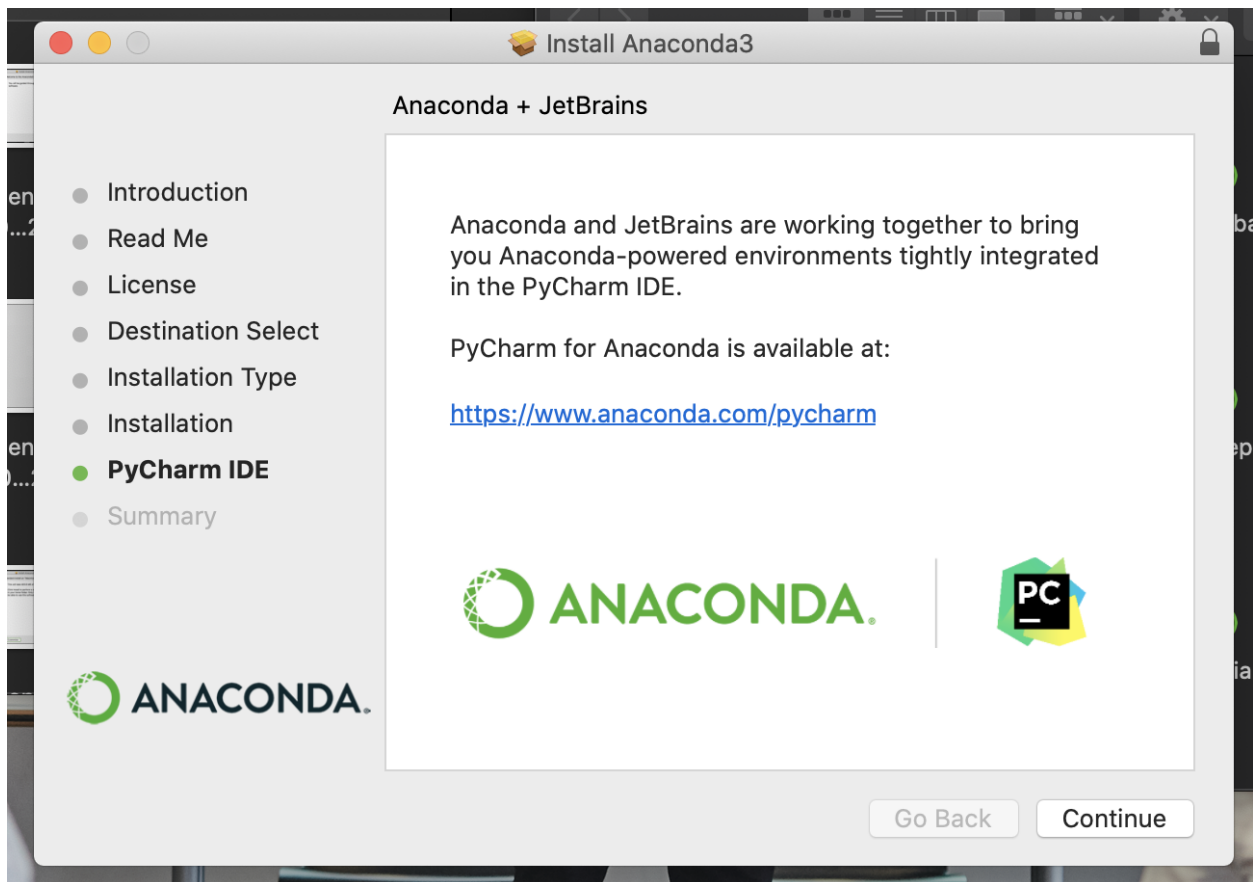 Install Anaconda3
Anaconda + JetBrains
Introduction
Read Me
License
Destination Select
Installation Type
Installation
PyCharm IDE
Summary
Anaconda and JetBrains are working together to bring
you Anaconda-powered environments tightly integrated
in the PyCharm IDE.
PyCharm for Anaconda is available at:
https://www.anaconda.com/pycharm
ANACONDA.
PC
ANACONDA.
Go Back
Continue